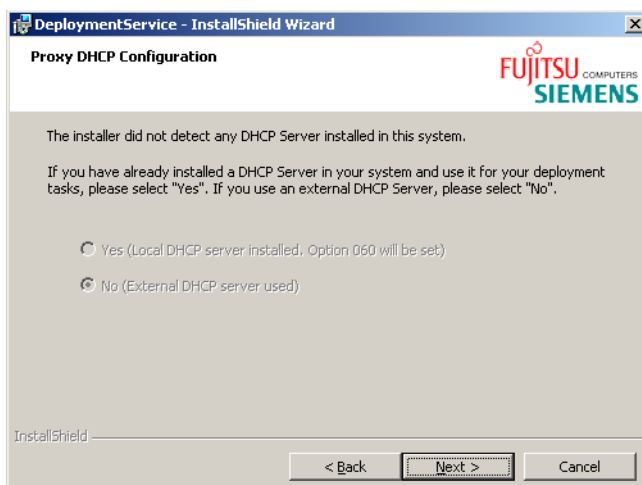 DeploymentService - InstallShield Wizard
Proxy DHCP Configuration
FUJITSU COMPUTERS
SIEMENS
The installer did not detect any DHCP Server installed in this system.
If you have already installed a DHCP Server in your system and use it for your deployment
tasks, please select "Yes". If you use an external DHCP Server, please select "No".
Yes (Local DHCP server installed. Option 060 will be set)
No (External DHCP server used)
InstallShield
< Back
Next >
Cancel